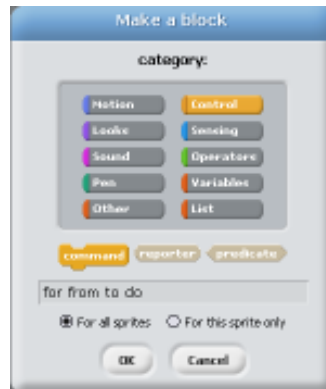 Make a block
category:
Motion Control
Looks Sensing
Sound Operators
Pen Variables
Other List
command reporter predicate
for from to do
For all sprites For this sprite only
OK Cancel